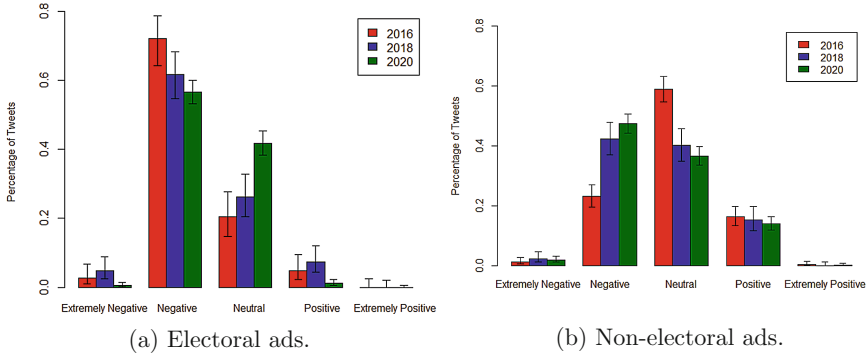 Percentage of Tweets
0.8
0.6
0.4
0.2
0.0
2016
2018
2020
Extremely Negative Negative Neutral Positive Extremely Positive
(a) Electoral ads.
Percentage of Tweets
0.8
0.6
0.4
0.2
0.0
2016
2018
2020
Extremely Negative Negative Neutral Positive Extremely Positive
(b) Non-electoral ads.